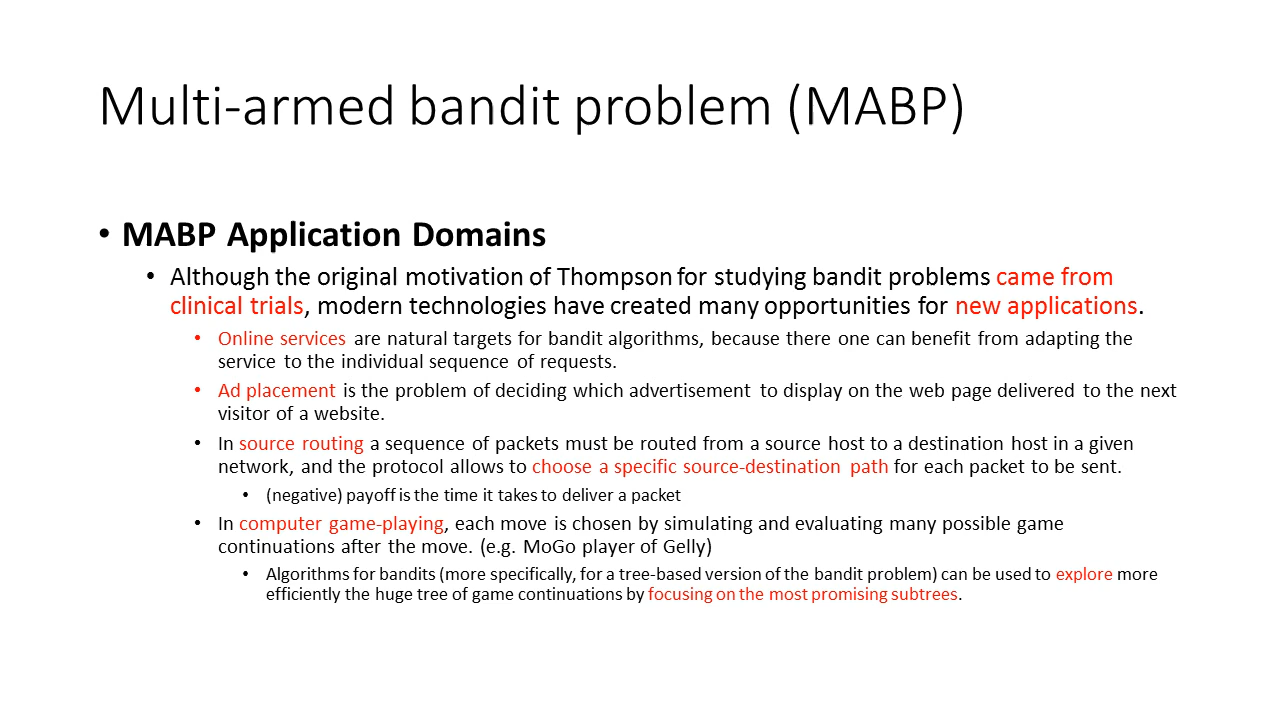 Multi-armed bandit problem (MABP)
• MABP Application Domains
• Although the original motivation of Thompson for studying bandit problems came from
clinical trials, modern technologies have created many opportunities for new applications.
• Online services are natural targets for bandit algorithms, because there one can benefit from adapting the
service to the individual sequence of requests.
• Ad placement is the problem of deciding which advertisement to display on the web page delivered to the next
visitor of a website.
• In source routing a sequence of packets must be routed from a source host to a destination host in a given
network, and the protocol allows to choose a specific source-destination path for each packet to be sent.
• (negative) payoff is the time it takes to deliver a packet
• In computer game-playing, each move is chosen by simulating and evaluating many possible game
continuations after the move. (e.g. MoGo player of Gelly)
• Algorithms for bandits (more specifically, for a tree-based version of the bandit problem) can be used to explore more
efficiently the huge tree of game continuations by focusing on the most promising subtrees.